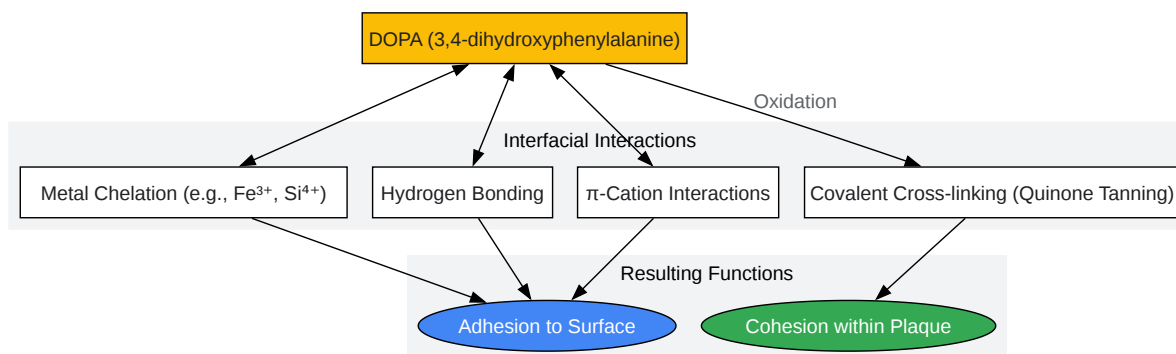 DOPA (3,4-dihydroxyphenylalanine)
Oxidation
Interfacial Interactions
Metal Chelation (e.g., Fe³⁺, Si⁴⁺)
Hydrogen Bonding
π-Cation Interactions
Covalent Cross-linking (Quinone Tanning)
Resulting Functions
Adhesion to Surface
Cohesion within Plaque